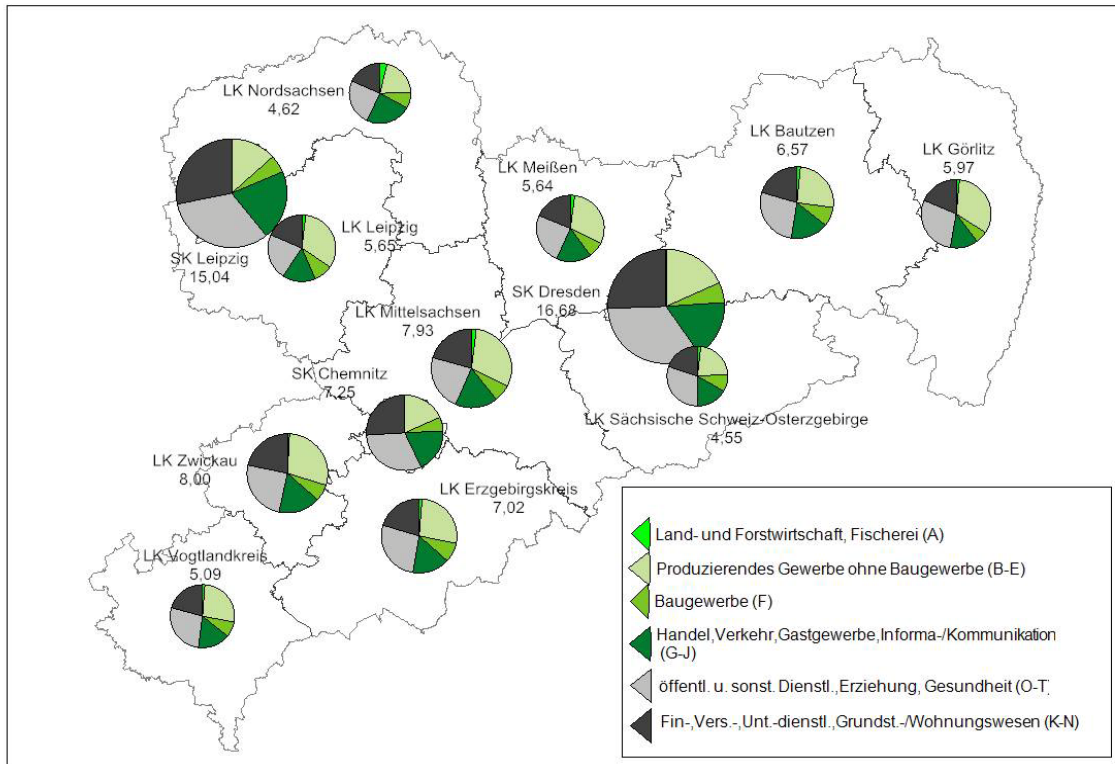 LK Nordsachsen
4,62
LK Bautzen
6,57
LK Görlitz
5,97
LK Meißen
5,64
LK Leipzig
5,65
SK Leipzig
15,04
SK Dresden
16,68
LK Mittelsachsen
7,93
SK Chemnitz
7,25
LK Sächsische Schweiz-Osterzgebirge
4,55
LK Zwickau
8,00
LK Erzgebirgskreis
7,02
LK Vogtlandkreis
5,09
Land- und Forstwirtschaft, Fischerei (A)
Produzierendes Gewerbe ohne Baugewerbe (B-E)
Baugewerbe (F)
Handel,Verkehr,Gastgewerbe,Informa-/Kommunikation
(G-J)
öffentl. u. sonst. Dienstl.,Erziehung, Gesundheit (O-T)
Fin-,Vers.-,Unt.-dienstl.,Grundst.-/Wohnungswesen (K-N)